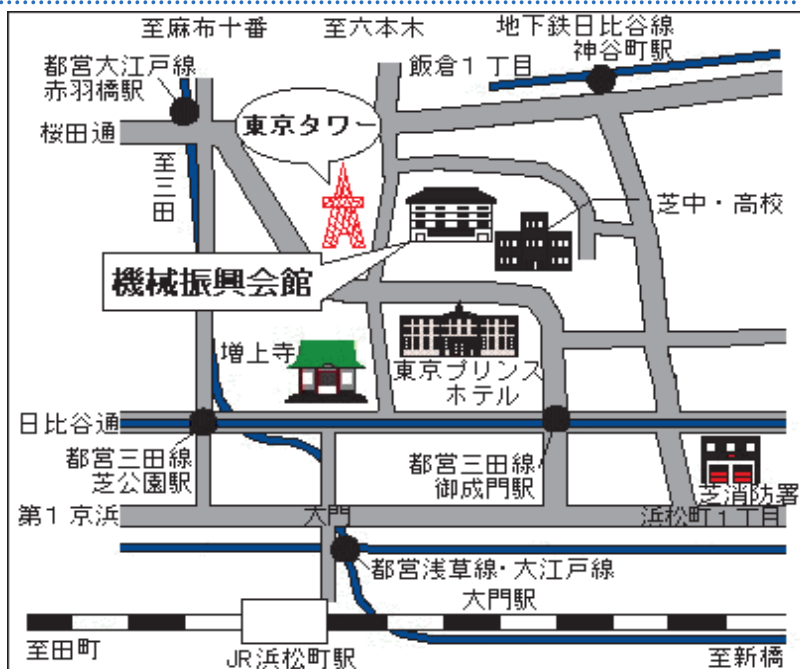 至麻布十番
至六本木
地下鉄日比谷線
神谷町駅
都営大江戸線
赤羽橋駅
飯倉1丁目
桜田通
東京タワー
至三田
芝中・高校
機械振興会館
増上寺
東京プリンス
ホテル
日比谷通
都営三田線
芝公園駅
都営三田線
御成門駅
芝消防署
第1京浜
大門
浜松町1丁目
都営浅草線・大江戸線
大門駅
至田町
JR浜松町駅
至新橋